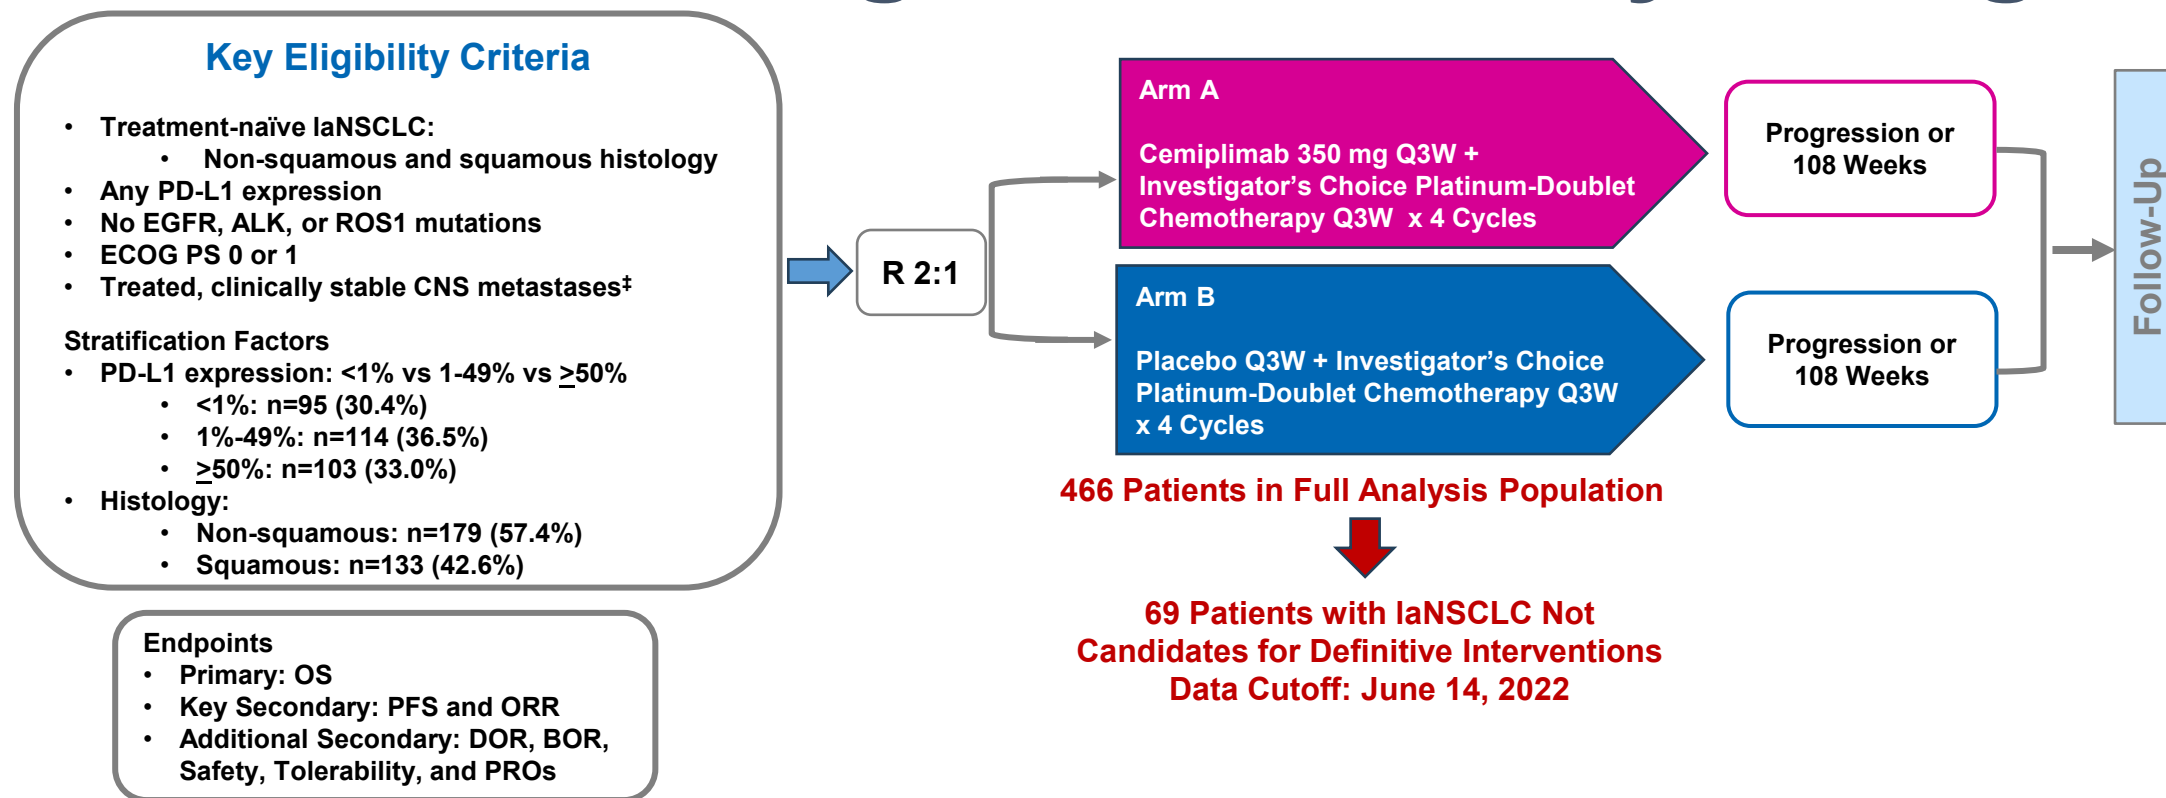 Key Eligibility Criteria
• Treatment-naïve laNSCLC:
• Non-squamous and squamous histology
• Any PD-L1 expression
• No EGFR, ALK, or ROS1 mutations
• ECOG PS 0 or 1
• Treated, clinically stable CNS metastases‡
Stratification Factors
• PD-L1 expression: <1% vs 1-49% vs ≥50%
• <1%: n=95 (30.4%)
• 1%-49%: n=114 (36.5%)
• ≥50%: n=103 (33.0%)
• Histology:
• Non-squamous: n=179 (57.4%)
• Squamous: n=133 (42.6%)
Endpoints
• Primary: OS
• Key Secondary: PFS and ORR
• Additional Secondary: DOR, BOR,
Safety, Tolerability, and PROs
R 2:1
Arm A
Cemiplimab 350 mg Q3W +
Investigator’s Choice Platinum-Doublet
Chemotherapy Q3W x 4 Cycles
Progression or
108 Weeks
Arm B
Placebo Q3W + Investigator’s Choice
Platinum-Doublet Chemotherapy Q3W
x 4 Cycles
Progression or
108 Weeks
Follow-Up
466 Patients in Full Analysis Population
69 Patients with laNSCLC Not
Candidates for Definitive Interventions
Data Cutoff: June 14, 2022